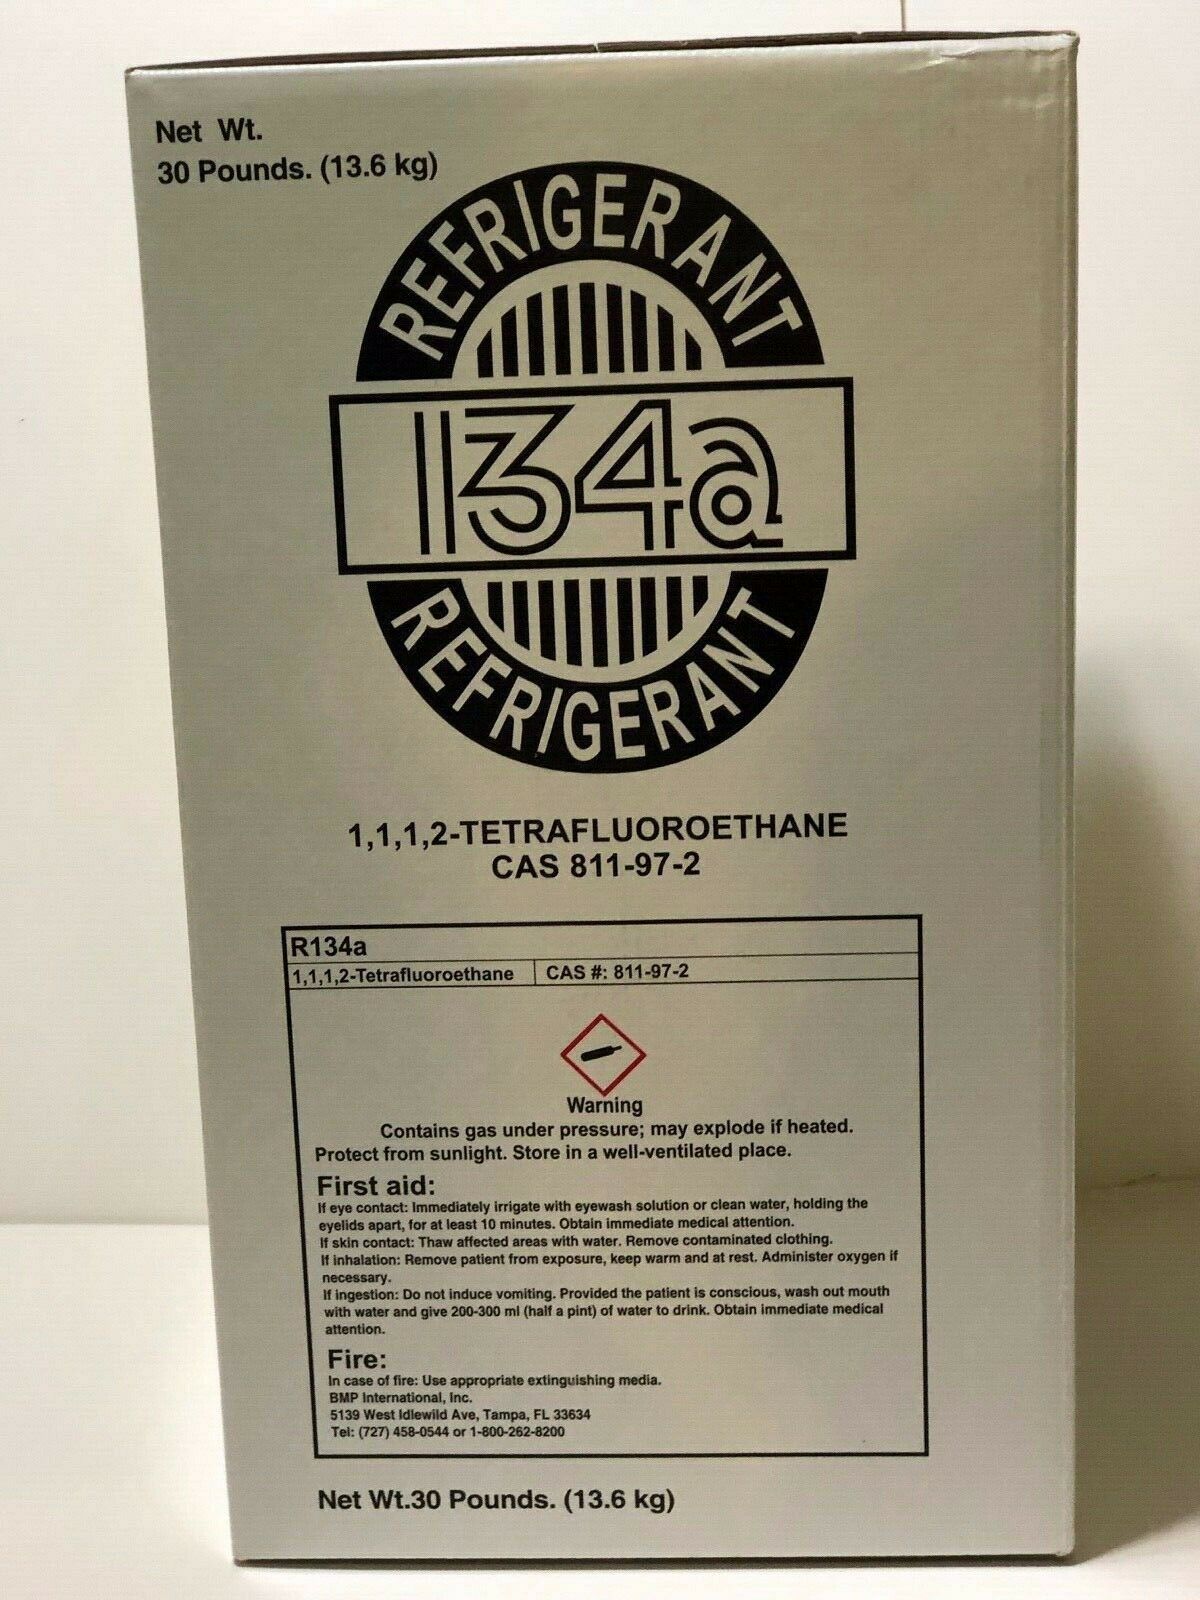 Net Wt.
30 Pounds. (13.6 kg)
REFRIGERANT
134a
REFRIGERANT
1,1,1,2-TETRAFLUOROETHANE
CAS 811-97-2
R134a
1,1,1,2-Tetrafluoroethane CAS #: 811-97-2
Warning
Contains gas under pressure; may explode if heated.
Protect from sunlight. Store in a well-ventilated place.
First aid:
If eye contact: Immediately irrigate with eyewash solution or clean water, holding the
eyelids apart, for at least 10 minutes. Obtain immediate medical attention.
If skin contact: Thaw affected areas with water. Remove contaminated clothing.
If inhalation: Remove patient from exposure, keep warm and at rest. Administer oxygen if
necessary.
If ingestion: Do not induce vomiting. Provided the patient is conscious, wash out mouth
with water and give 200-300 ml (half a pint) of water to drink. Obtain immediate medical
attention.
Fire:
In case of fire: Use appropriate extinguishing media.
BMP International, Inc.
5139 West Idlewild Ave, Tampa, FL 33634
Tel: (727) 458-0544 or 1-800-262-8200
Net Wt.30 Pounds. (13.6 kg)